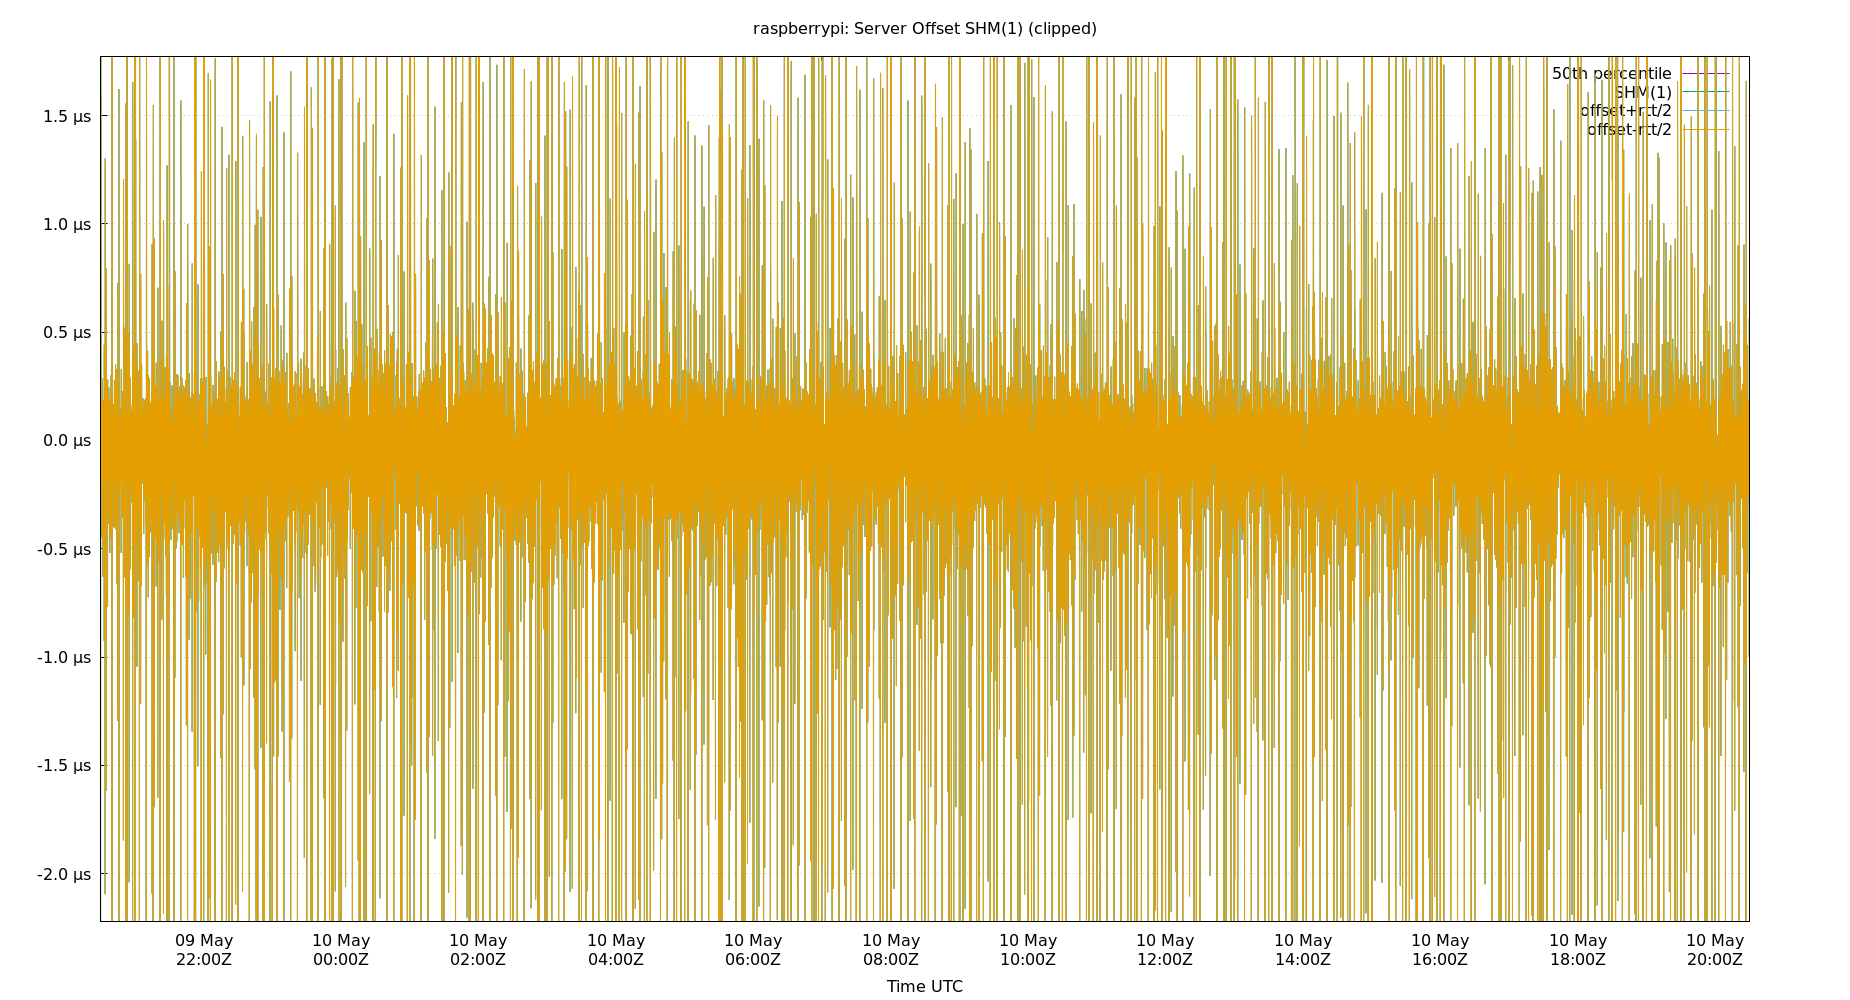 raspberrypi: Server Offset SHM(1) (clipped)
50th percentile
SHM(1)
offset+rtt/2
offset-rtt/2
1.5 µs
1.0 µs
0.5 µs
0.0 µs
-0.5 µs
-1.0 µs
-1.5 µs
-2.0 µs
09 May 10 May 10 May 10 May 10 May 10 May 10 May 10 May 10 May 10 May 10 May 10 May
22:00Z 00:00Z 02:00Z 04:00Z 06:00Z 08:00Z 10:00Z 12:00Z 14:00Z 16:00Z 18:00Z 20:00Z
Time UTC